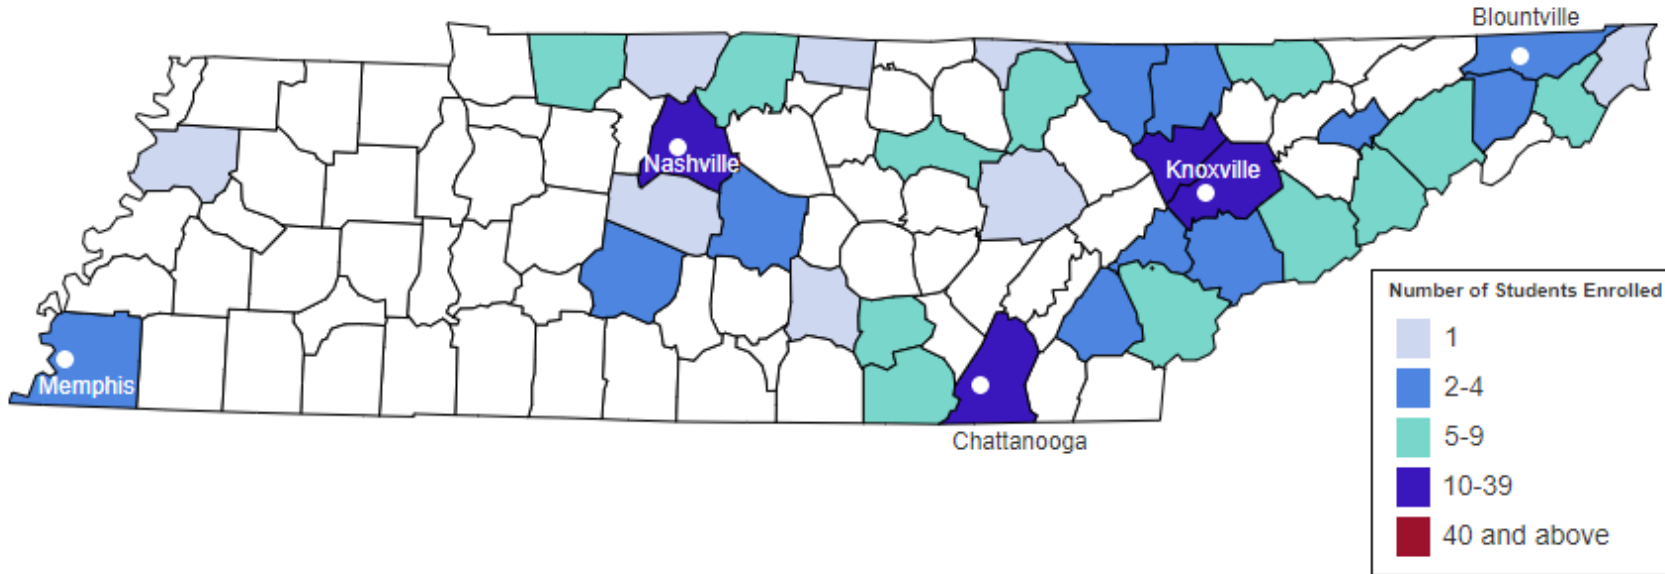 Blountville
Nashville
Knoxville
Memphis
Chattanooga
Number of Students Enrolled
1
2-4
5-9
10-39
40 and above